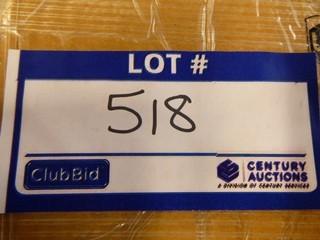 LOT #
518
ClubBid
CENTURY
AUCTIONS
A DIVISION OF CENTURY SERVICES